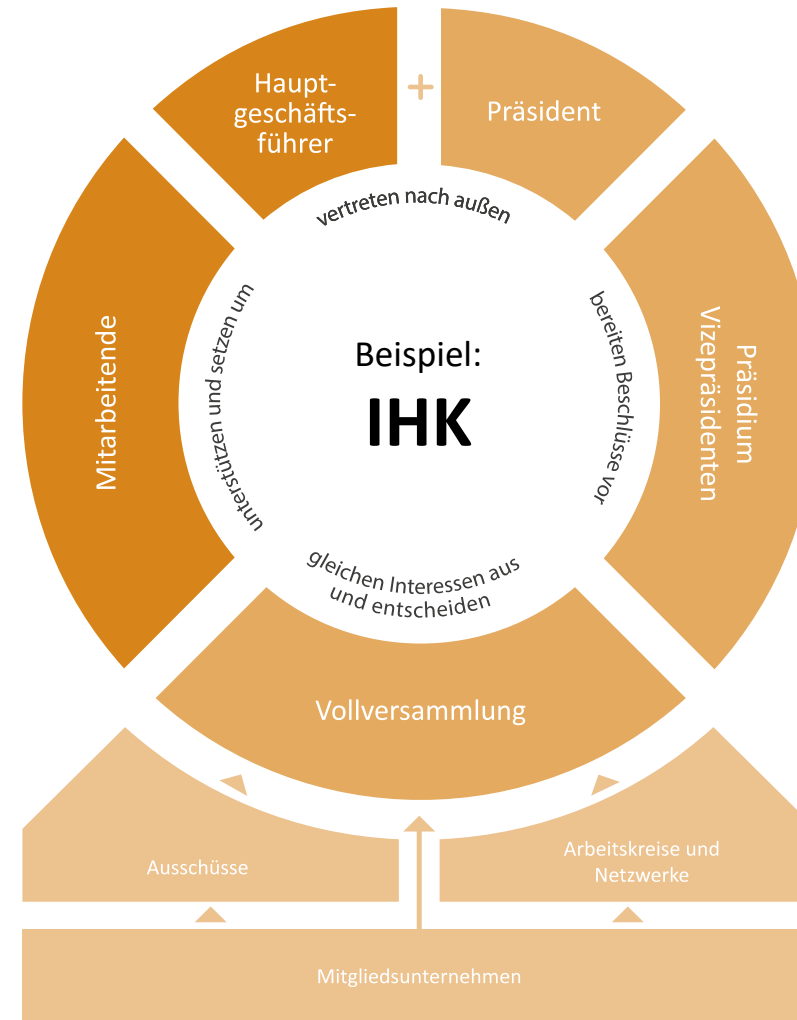 Haupt-
geschäfts-
führer
+
Präsident
vertreten nach außen
Mitarbeitende
unterstützen und setzen um
Beispiel:
IHK
bereiten Beschlüsse vor
Präsidium
Vizepräsidenten
gleichen Interessen aus
und entscheiden
Vollversammlung
Ausschüsse
Arbeitskreise und
Netzwerke
Mitgliedsunternehmen